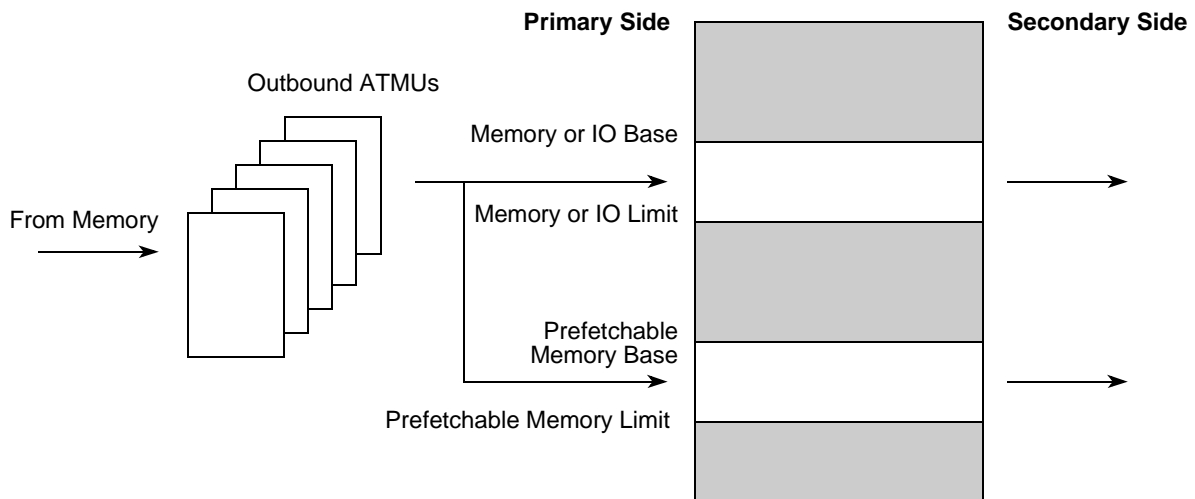 Primary Side
Secondary Side
Outbound ATMUs
Memory or IO Base
From Memory
Memory or IO Limit
Prefetchable
Memory Base
Prefetchable Memory Limit